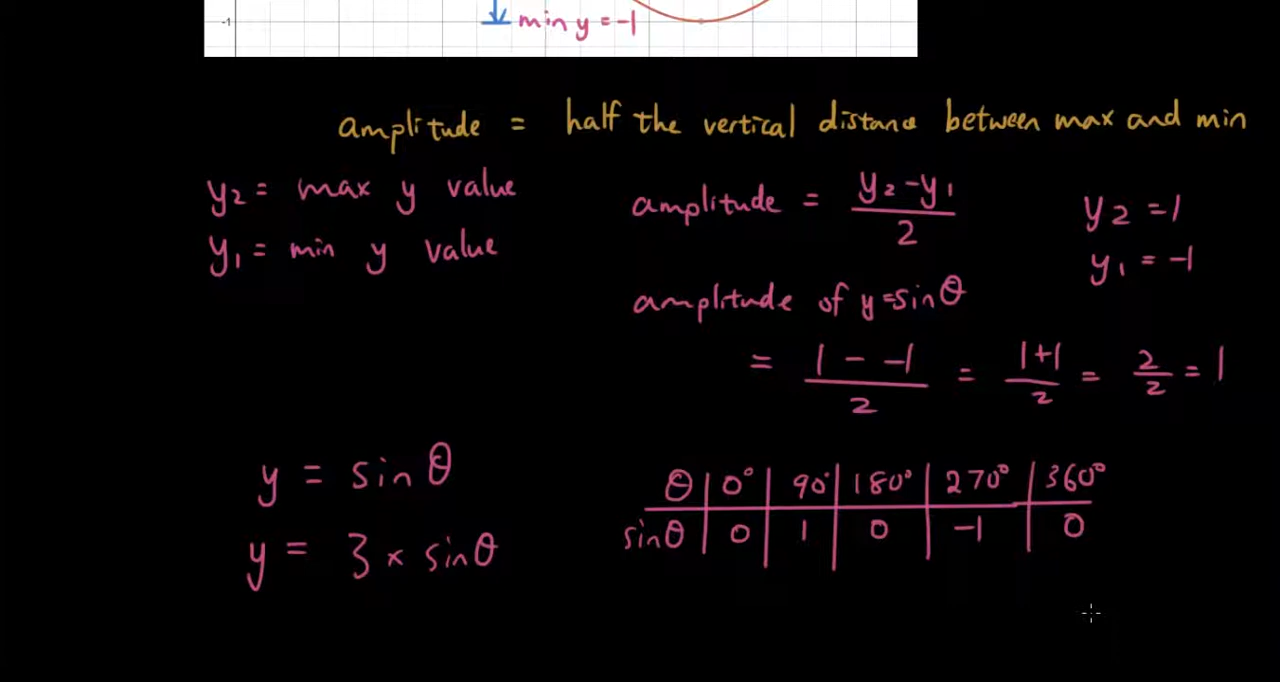 -1
min y = -1
amplitude = half the vertical distance between max and min
y₂ = max y value
y₁ = min y value
amplitude = (y₂ - y₁)/2
y₂ = 1
y₁ = -1
amplitude of y = sinθ
= (1 - -1)/2 = (1+1)/2 = 2/2 = 1
y = sinθ
y = 3 × sinθ
θ | 0° | 90° | 180° | 270° | 360°
sinθ | 0 | 1 | 0 | -1 | 0